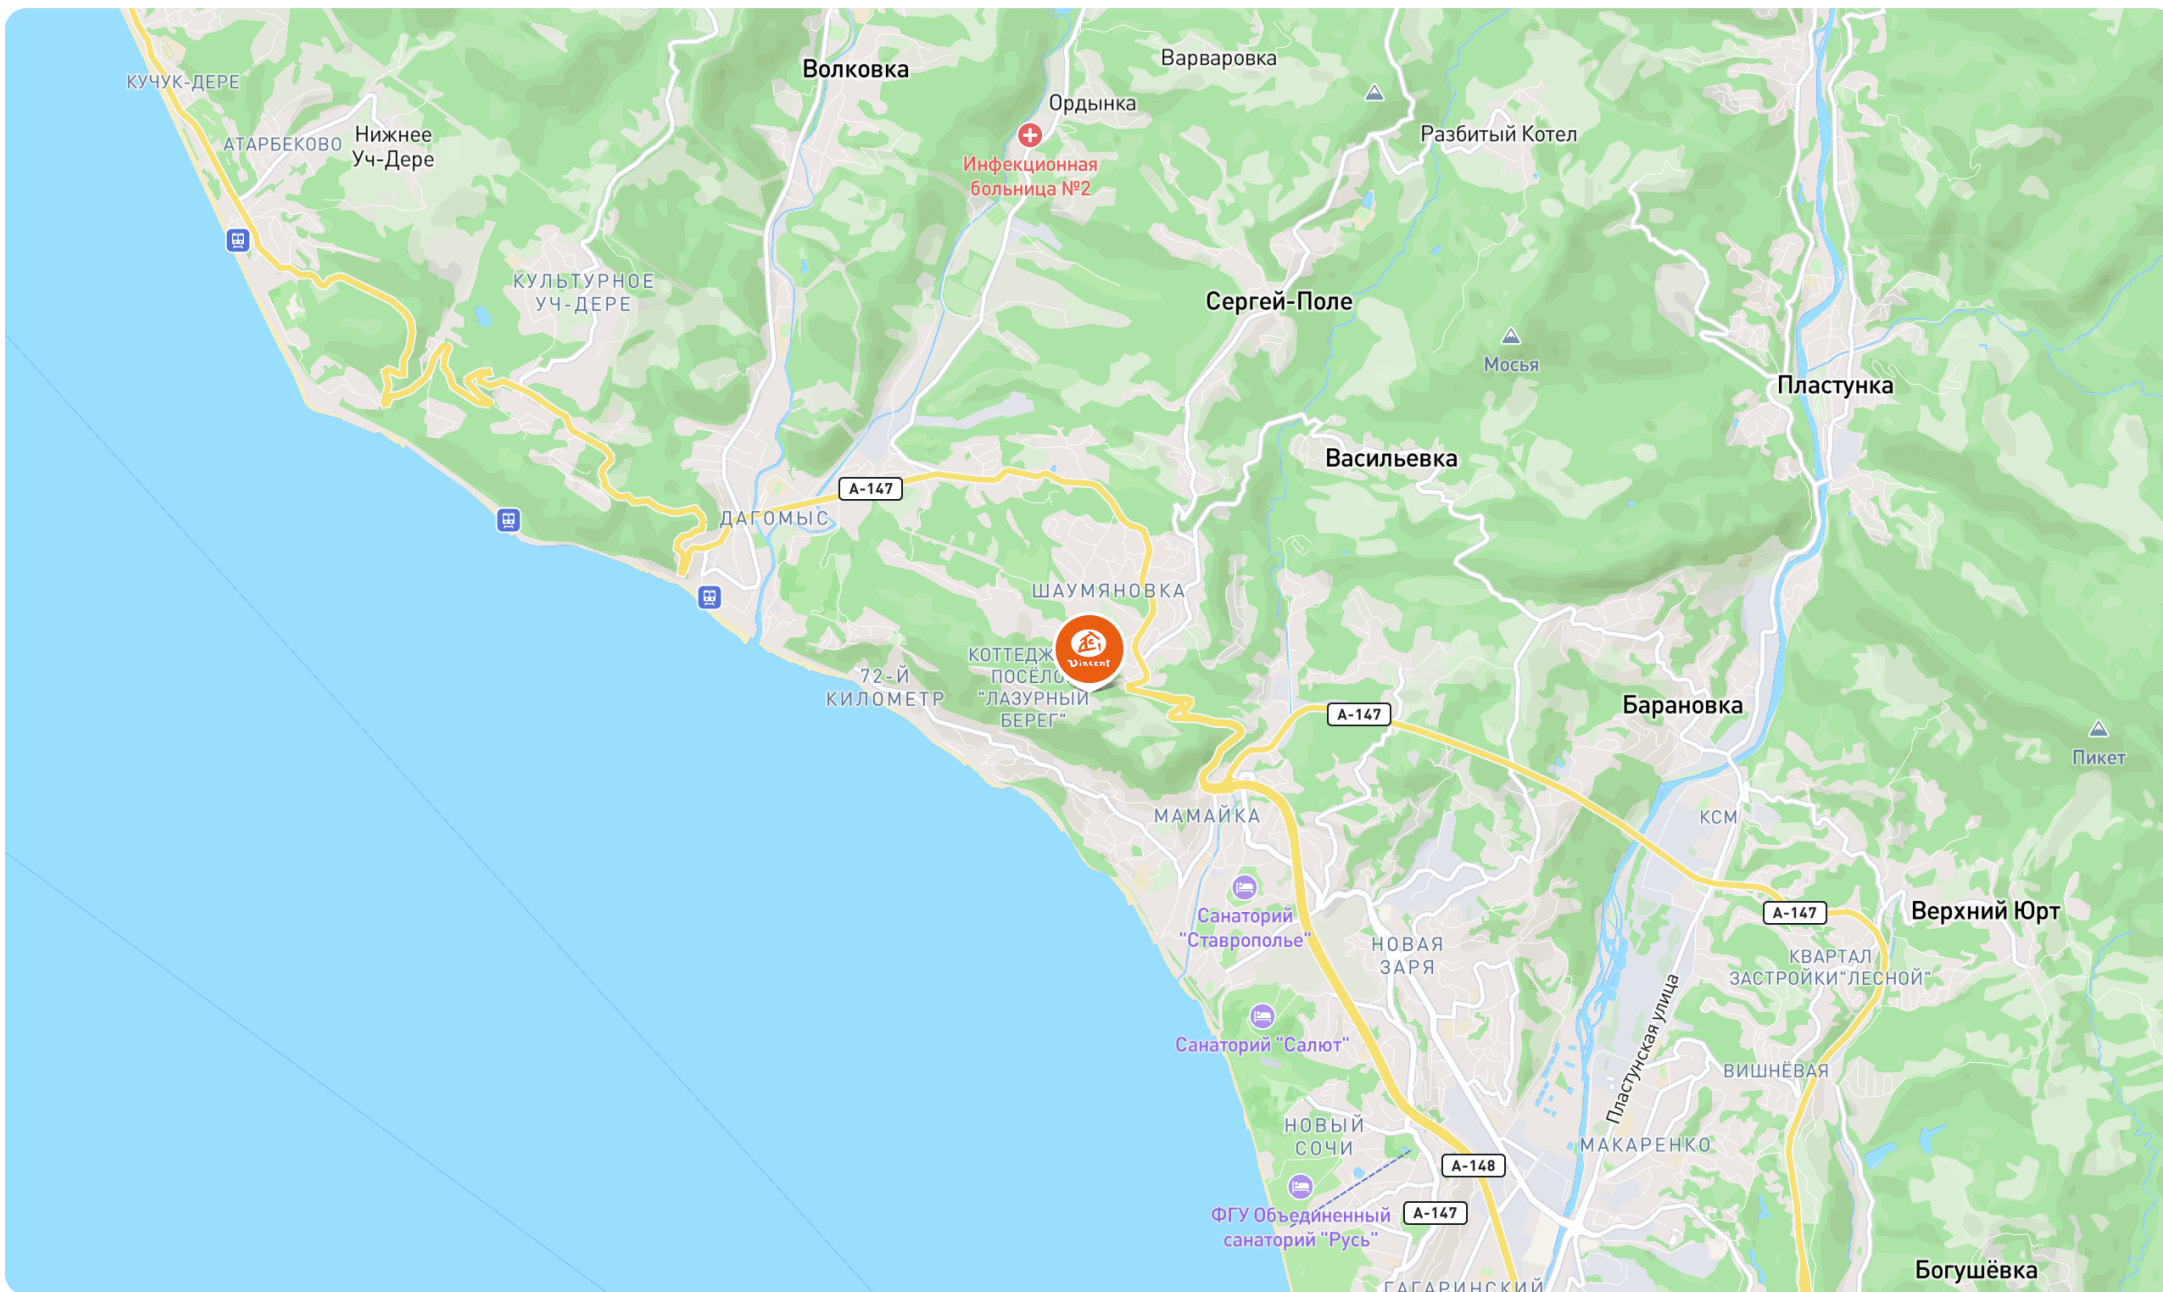 Волковка
Варваровка
КУЧУК-ДЕРЕ
Ордынка
АТАРБЕКОВО
Нижнее
Уч-Дере
Разбитый Котел
Инфекционная
больница №2
КУЛЬТУРНОЕ
УЧ-ДЕРЕ
Сергей-Поле
Мосья
Пластунка
Васильевка
А-147
ДАГОМЫС
ШАУМЯНОВКА
Vincent
КОТТЕДЖ
ПОСЁЛО
"ЛАЗУРНЫЙ
БЕРЕГ"
72-Й
КИЛОМЕТР
А-147
Барановка
Пикет
МАМАЙКА
КСМ
Санаторий
"Ставрополье"
А-147
Верхний Юрт
НОВАЯ
ЗАРЯ
КВАРТАЛ
ЗАСТРОЙКИ"ЛЕСНОЙ"
Пластунская улица
Санаторий "Салют"
ВИШНЁВАЯ
НОВЫЙ
СОЧИ
МАКАРЕНКО
А-148
А-147
ФГУ Объединенный
санаторий "Русь"
Богушёвка
ГАГАРИНСКИЙ